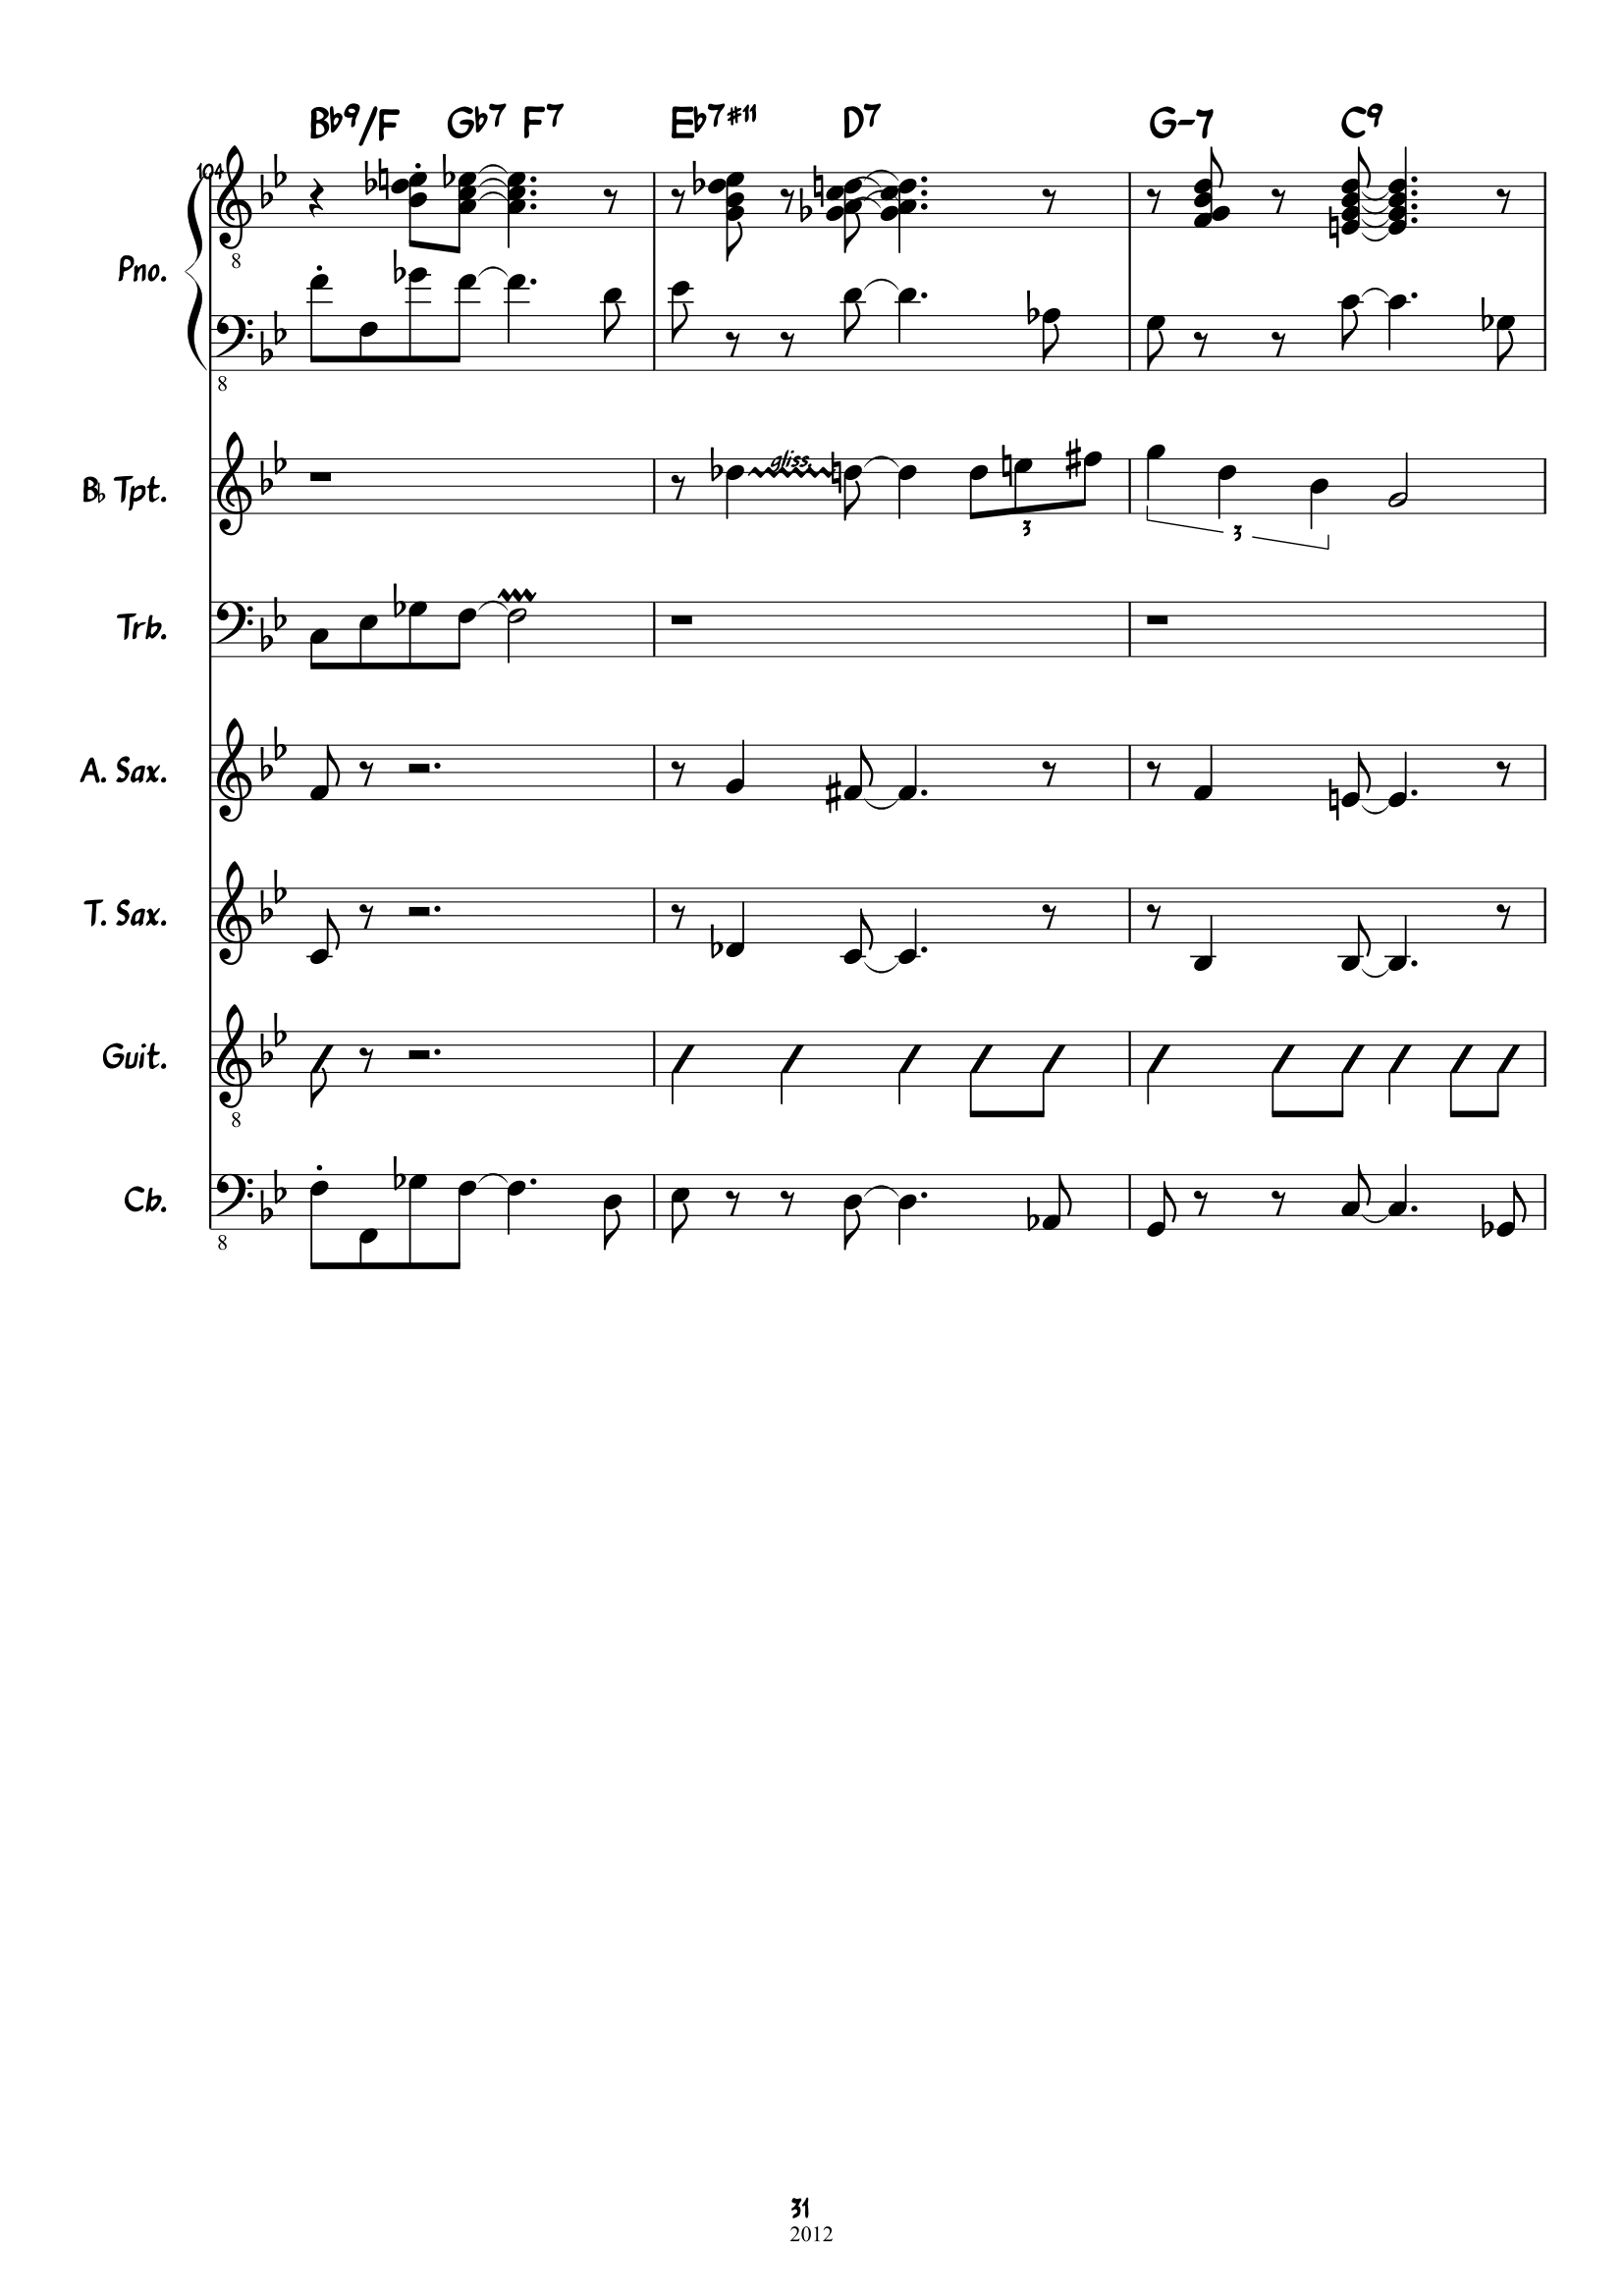 Bb9/F Gb7 F7 Eb7#11 D7 G-7 C9
104
8
Pno.
8
gliss.
B♭ Tpt.
3 3
Trb.
A. Sax.
T. Sax.
Guit.
8
Cb.
8
31
2012